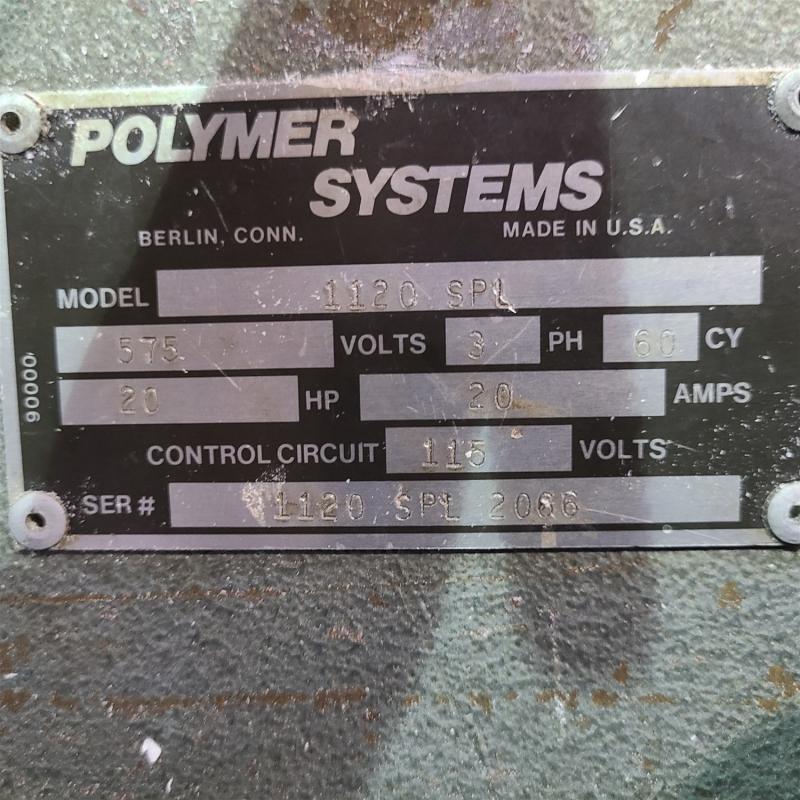 POLYMER
SYSTEMS
BERLIN, CONN. MADE IN U.S.A.
MODEL 1120 SPL
575 VOLTS 3 PH 60 CY
20 HP 20 AMPS
CONTROL CIRCUIT 115 VOLTS
SER # 1120 SPL 2066
90000